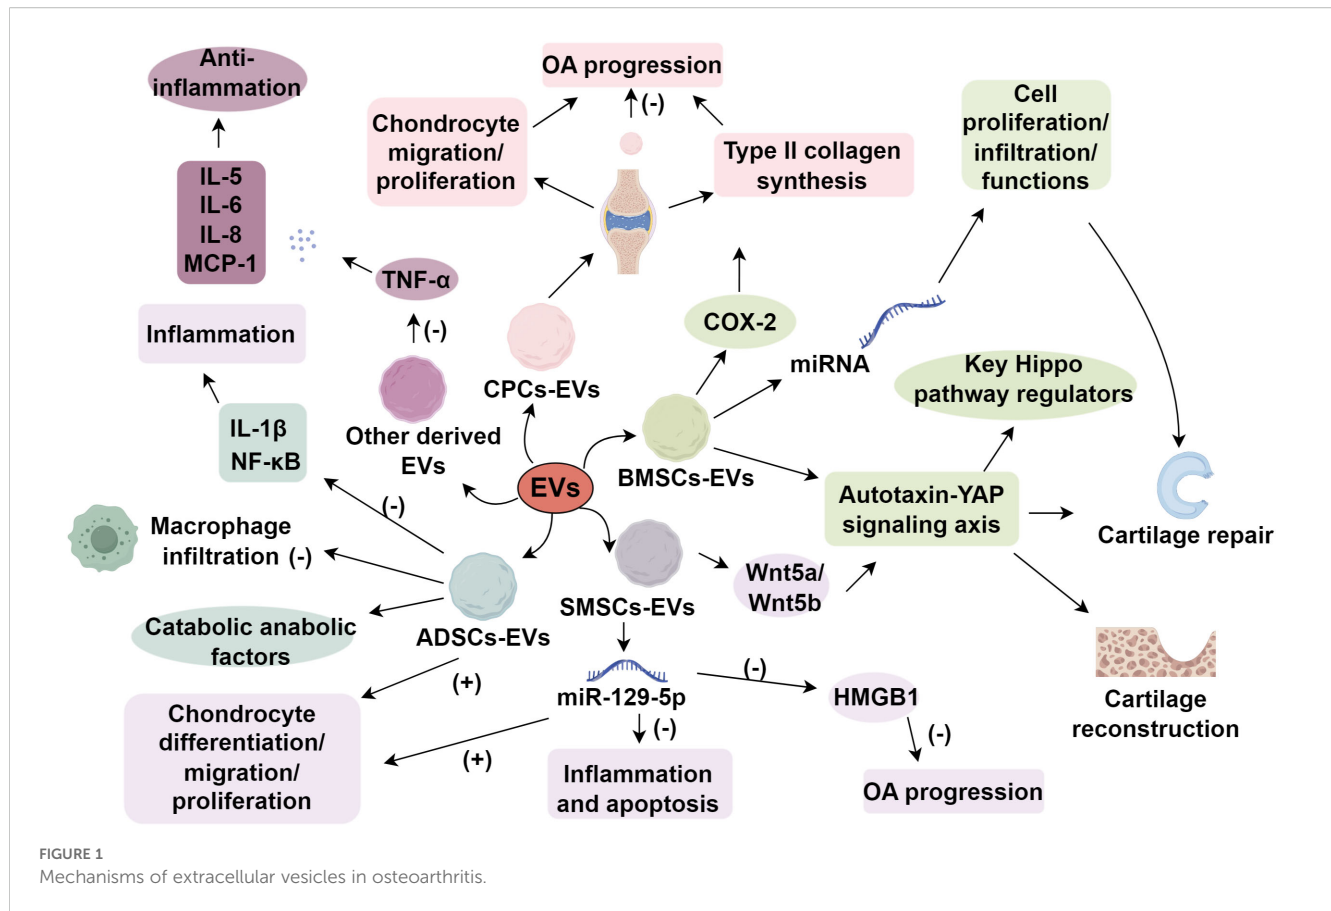 Anti-
inflammation
IL-5
IL-6
IL-8
MCP-1
TNF-α
(-)
Inflammation
IL-1β
NF-κB
Other derived
EVs
OA progression
(-)
Chondrocyte
migration/
proliferation
Type II collagen
synthesis
CPCs-EVs
COX-2
miRNA
Cell
proliferation/
infiltration/
functions
Key Hippo
pathway regulators
BMSCs-EVs
EVs
Autotaxin-YAP
signaling axis
Cartilage repair
Cartilage
reconstruction
(-)
Macrophage
infiltration (-)
Catabolic anabolic
factors
ADSCs-EVs
(+)
Chondrocyte
differentiation/
migration/
proliferation
SMSCs-EVs
Wnt5a/
Wnt5b
miR-129-5p
(+)
(-)
Inflammation
and apoptosis
(-)
HMGB1
(-)
OA progression
FIGURE 1
Mechanisms of extracellular vesicles in osteoarthritis.